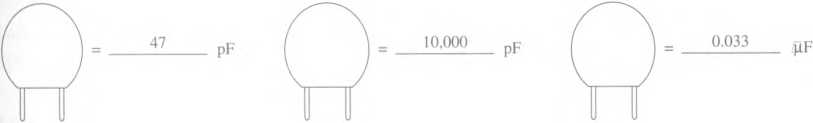 = 47 pF = 10,000 pF = 0.033 μF